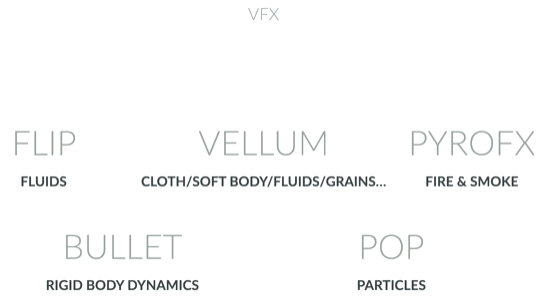 VFX
FLIP VELLUM PYROFX
FLUIDS CLOTH/SOFT BODY/FLUIDS/GRAINS... FIRE & SMOKE
BULLET POP
RIGID BODY DYNAMICS PARTICLES